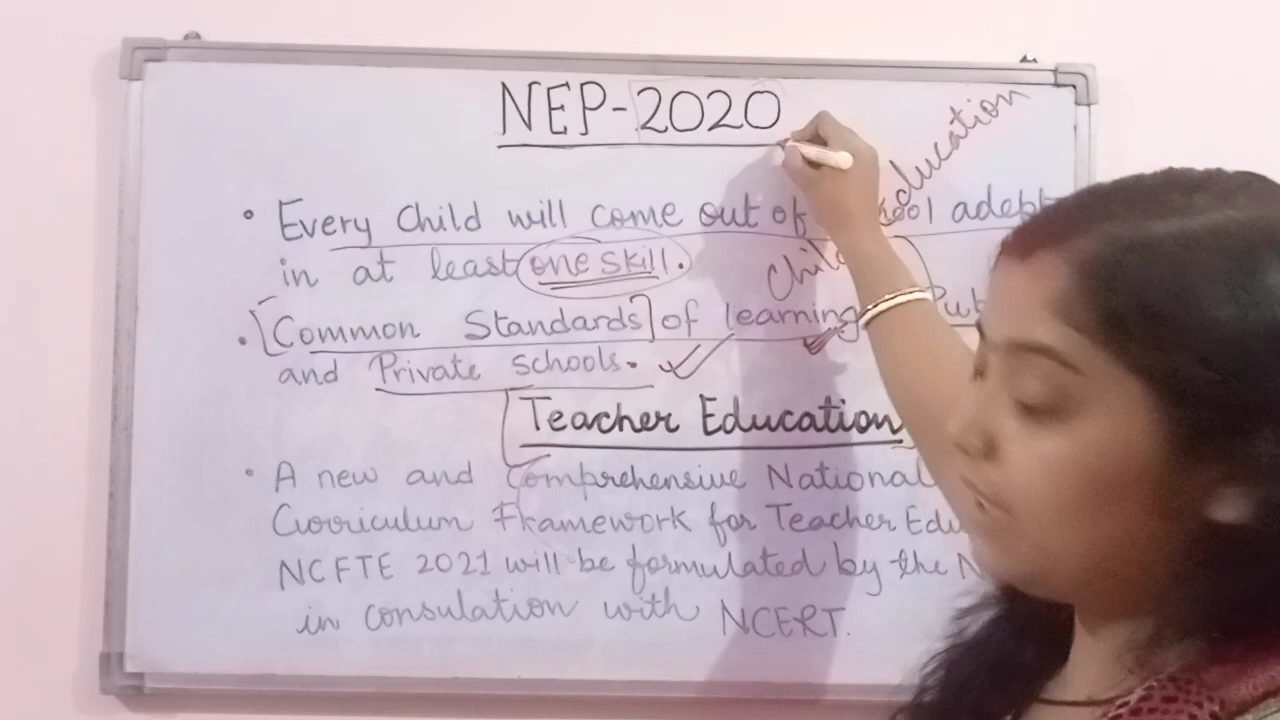 NEP-2020
education
• Every Child will come out of adept
in at least one skill.
Child
• [Common Standards] of learning Pub
and Private schools.
Teacher Education
• A new and Comprehensive National
Curriculum Framework for Teacher Edu
NCFTE 2021 will be formulated by the N
in consulation with NCERT.